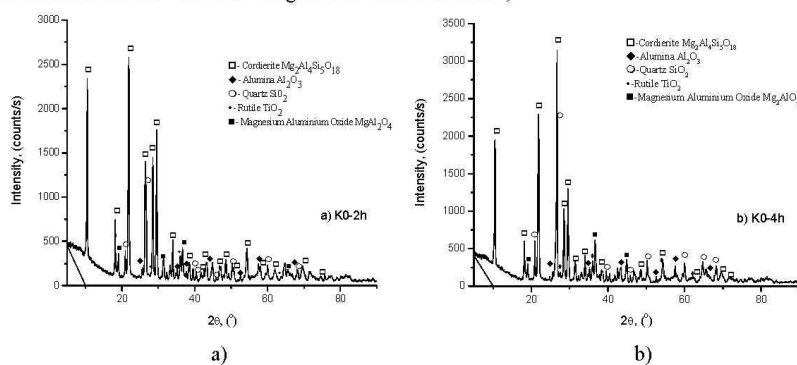 3000
2500
2000
1500
1000
500
0
Intensity, (counts/s)
20 40 60 80
2θ, (°)
- Cordierite Mg2Al4Si5O18
- Alumina Al2O3
- Quartz SiO2
- Rutile TiO2
- Magnesium Aluminium Oxide MgAl2O4
a) K0-2h
a)
3500
3000
2500
2000
1500
1000
500
0
Intensity, (counts/s)
20 40 60 80
2θ, (°)
- Cordierite Mg2Al4Si5O18
- Alumina Al2O3
- Quartz SiO2
- Rutile TiO2
- Magnesium Aluminium Oxide Mg2AlO
b) K0-4h
b)